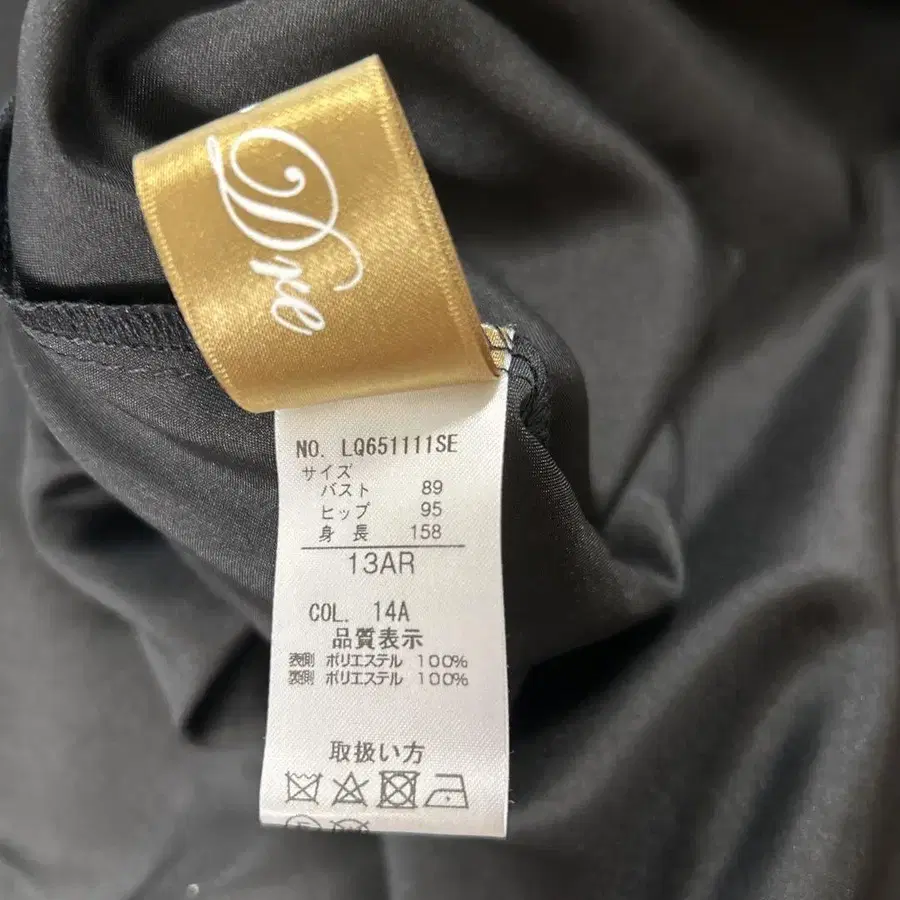 Dre
NO. LQ651111SE
サイズ
バスト 89
ヒップ 95
身長 158
13AR
COL. 14A
品質表示
表側 ポリエステル 100%
裏側 ポリエステル 100%
取扱い方